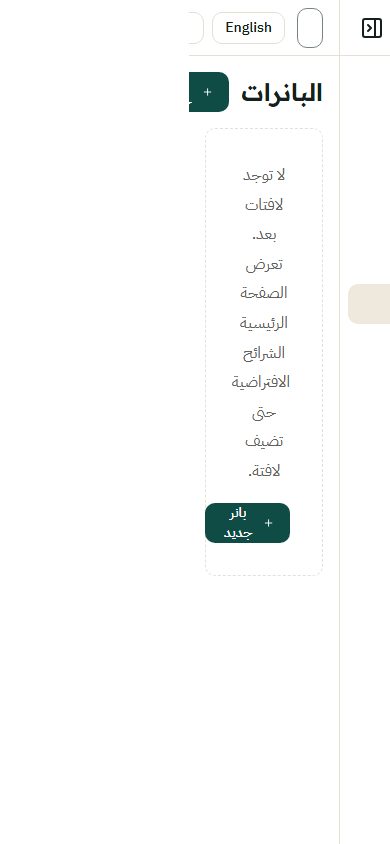 English
البانرات
+
لا توجد
لافتات
بعد.
تعرض
الصفحة
الرئيسية
الشرائح
الافتراضية
حتى
تضيف
لافتة.
+ بانر
جديد